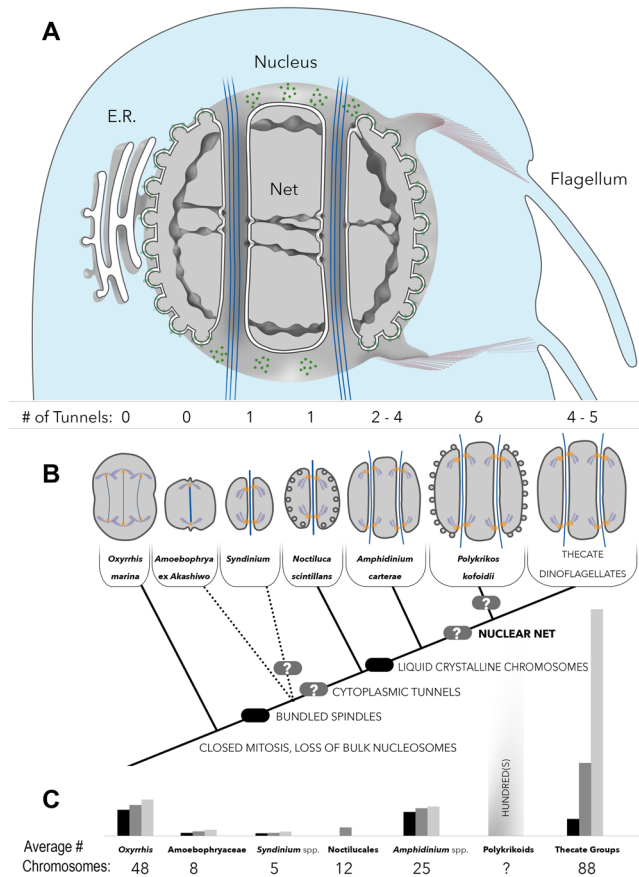 A
Nucleus
E.R.
Net
Flagellum
# of Tunnels: 0 0 1 1 2 - 4 6 4 - 5
B
Oxyrrhis marina
Amoebophrya ex Akashiwo
Syndinium
Noctiluca scintillans
Amphidinium carterae
Polykrikos kofoidii
THECATE DINOFLAGELLATES
?
? NUCLEAR NET
?
LIQUID CRYSTALLINE CHROMOSOMES
? CYTOPLASMIC TUNNELS
BUNDLED SPINDLES
CLOSED MITOSIS, LOSS OF BULK NUCLEOSOMES
HUNDRED(S)
C
Average # Chromosomes:
Oxyrrhis Amoebophryaceae Syndinium spp. Noctilucales Amphidinium spp. Polykrikoids Thecate Groups
48 8 5 12 25 ? 88